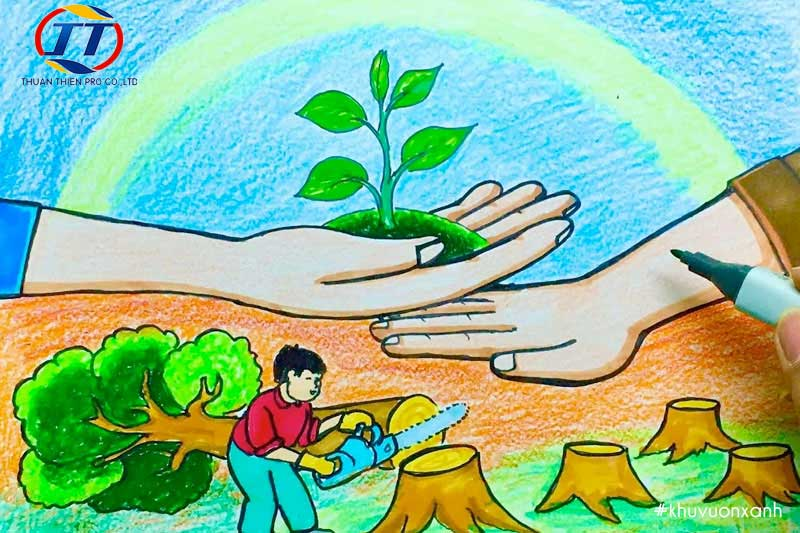 TT
THUAN THIEN PRO CO.,LTD
#khuvuonxanh